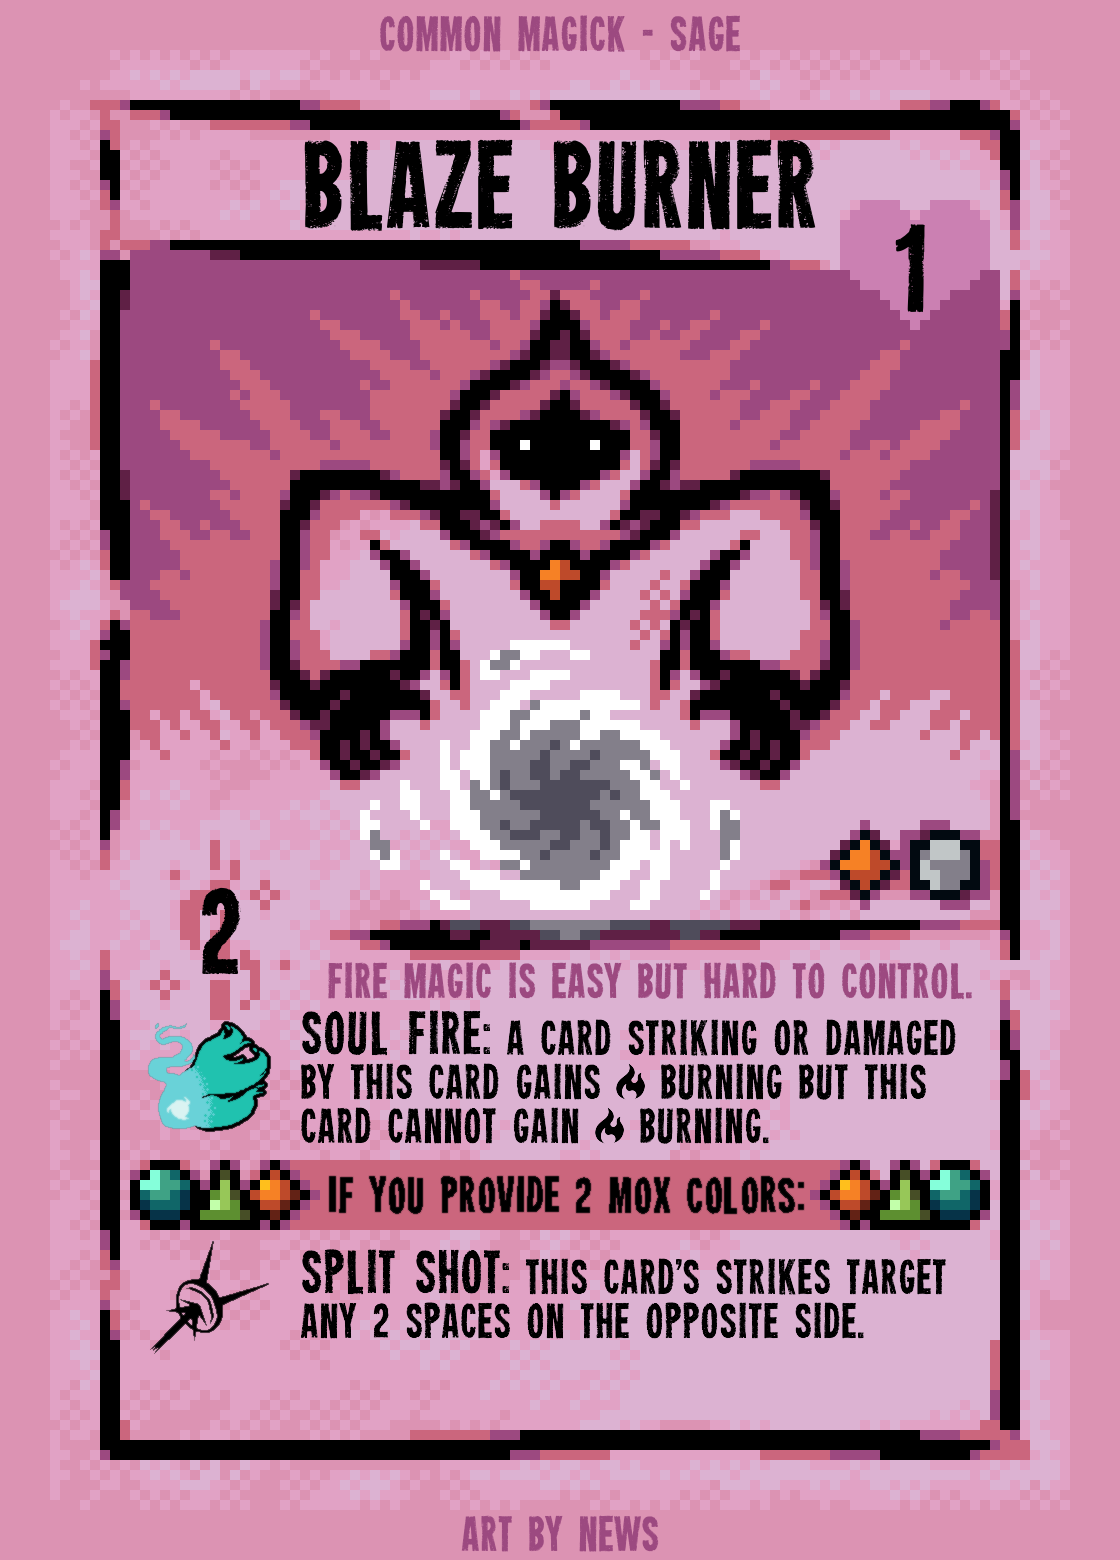 COMMON MAGICK - SAGE
BLAZE BURNER
1
2
FIRE MAGIC IS EASY BUT HARD TO CONTROL.
SOUL FIRE: A CARD STRIKING OR DAMAGED
BY THIS CARD GAINS BURNING BUT THIS
CARD CANNOT GAIN BURNING.
IF YOU PROVIDE 2 MOX COLORS:
SPLIT SHOT: THIS CARD'S STRIKES TARGET
ANY 2 SPACES ON THE OPPOSITE SIDE.
ART BY NEWS